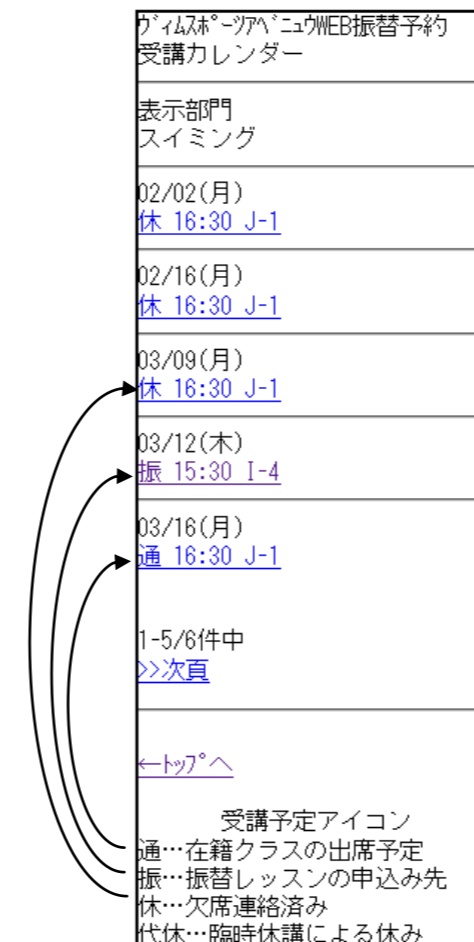 ヴィムスポーツアベニュウWEB振替予約
受講カレンダー
表示部門
スイミング
02/02(月)
休 16:30 J-1
02/16(月)
休 16:30 J-1
03/09(月)
休 16:30 J-1
03/12(木)
振 15:30 I-4
03/16(月)
通 16:30 J-1
1-5/6件中
>>次頁
←トップへ
受講予定アイコン
通…在籍クラスの出席予定
振…振替レッスンの申込み先
休…欠席連絡済み
代休…臨時休講による休み